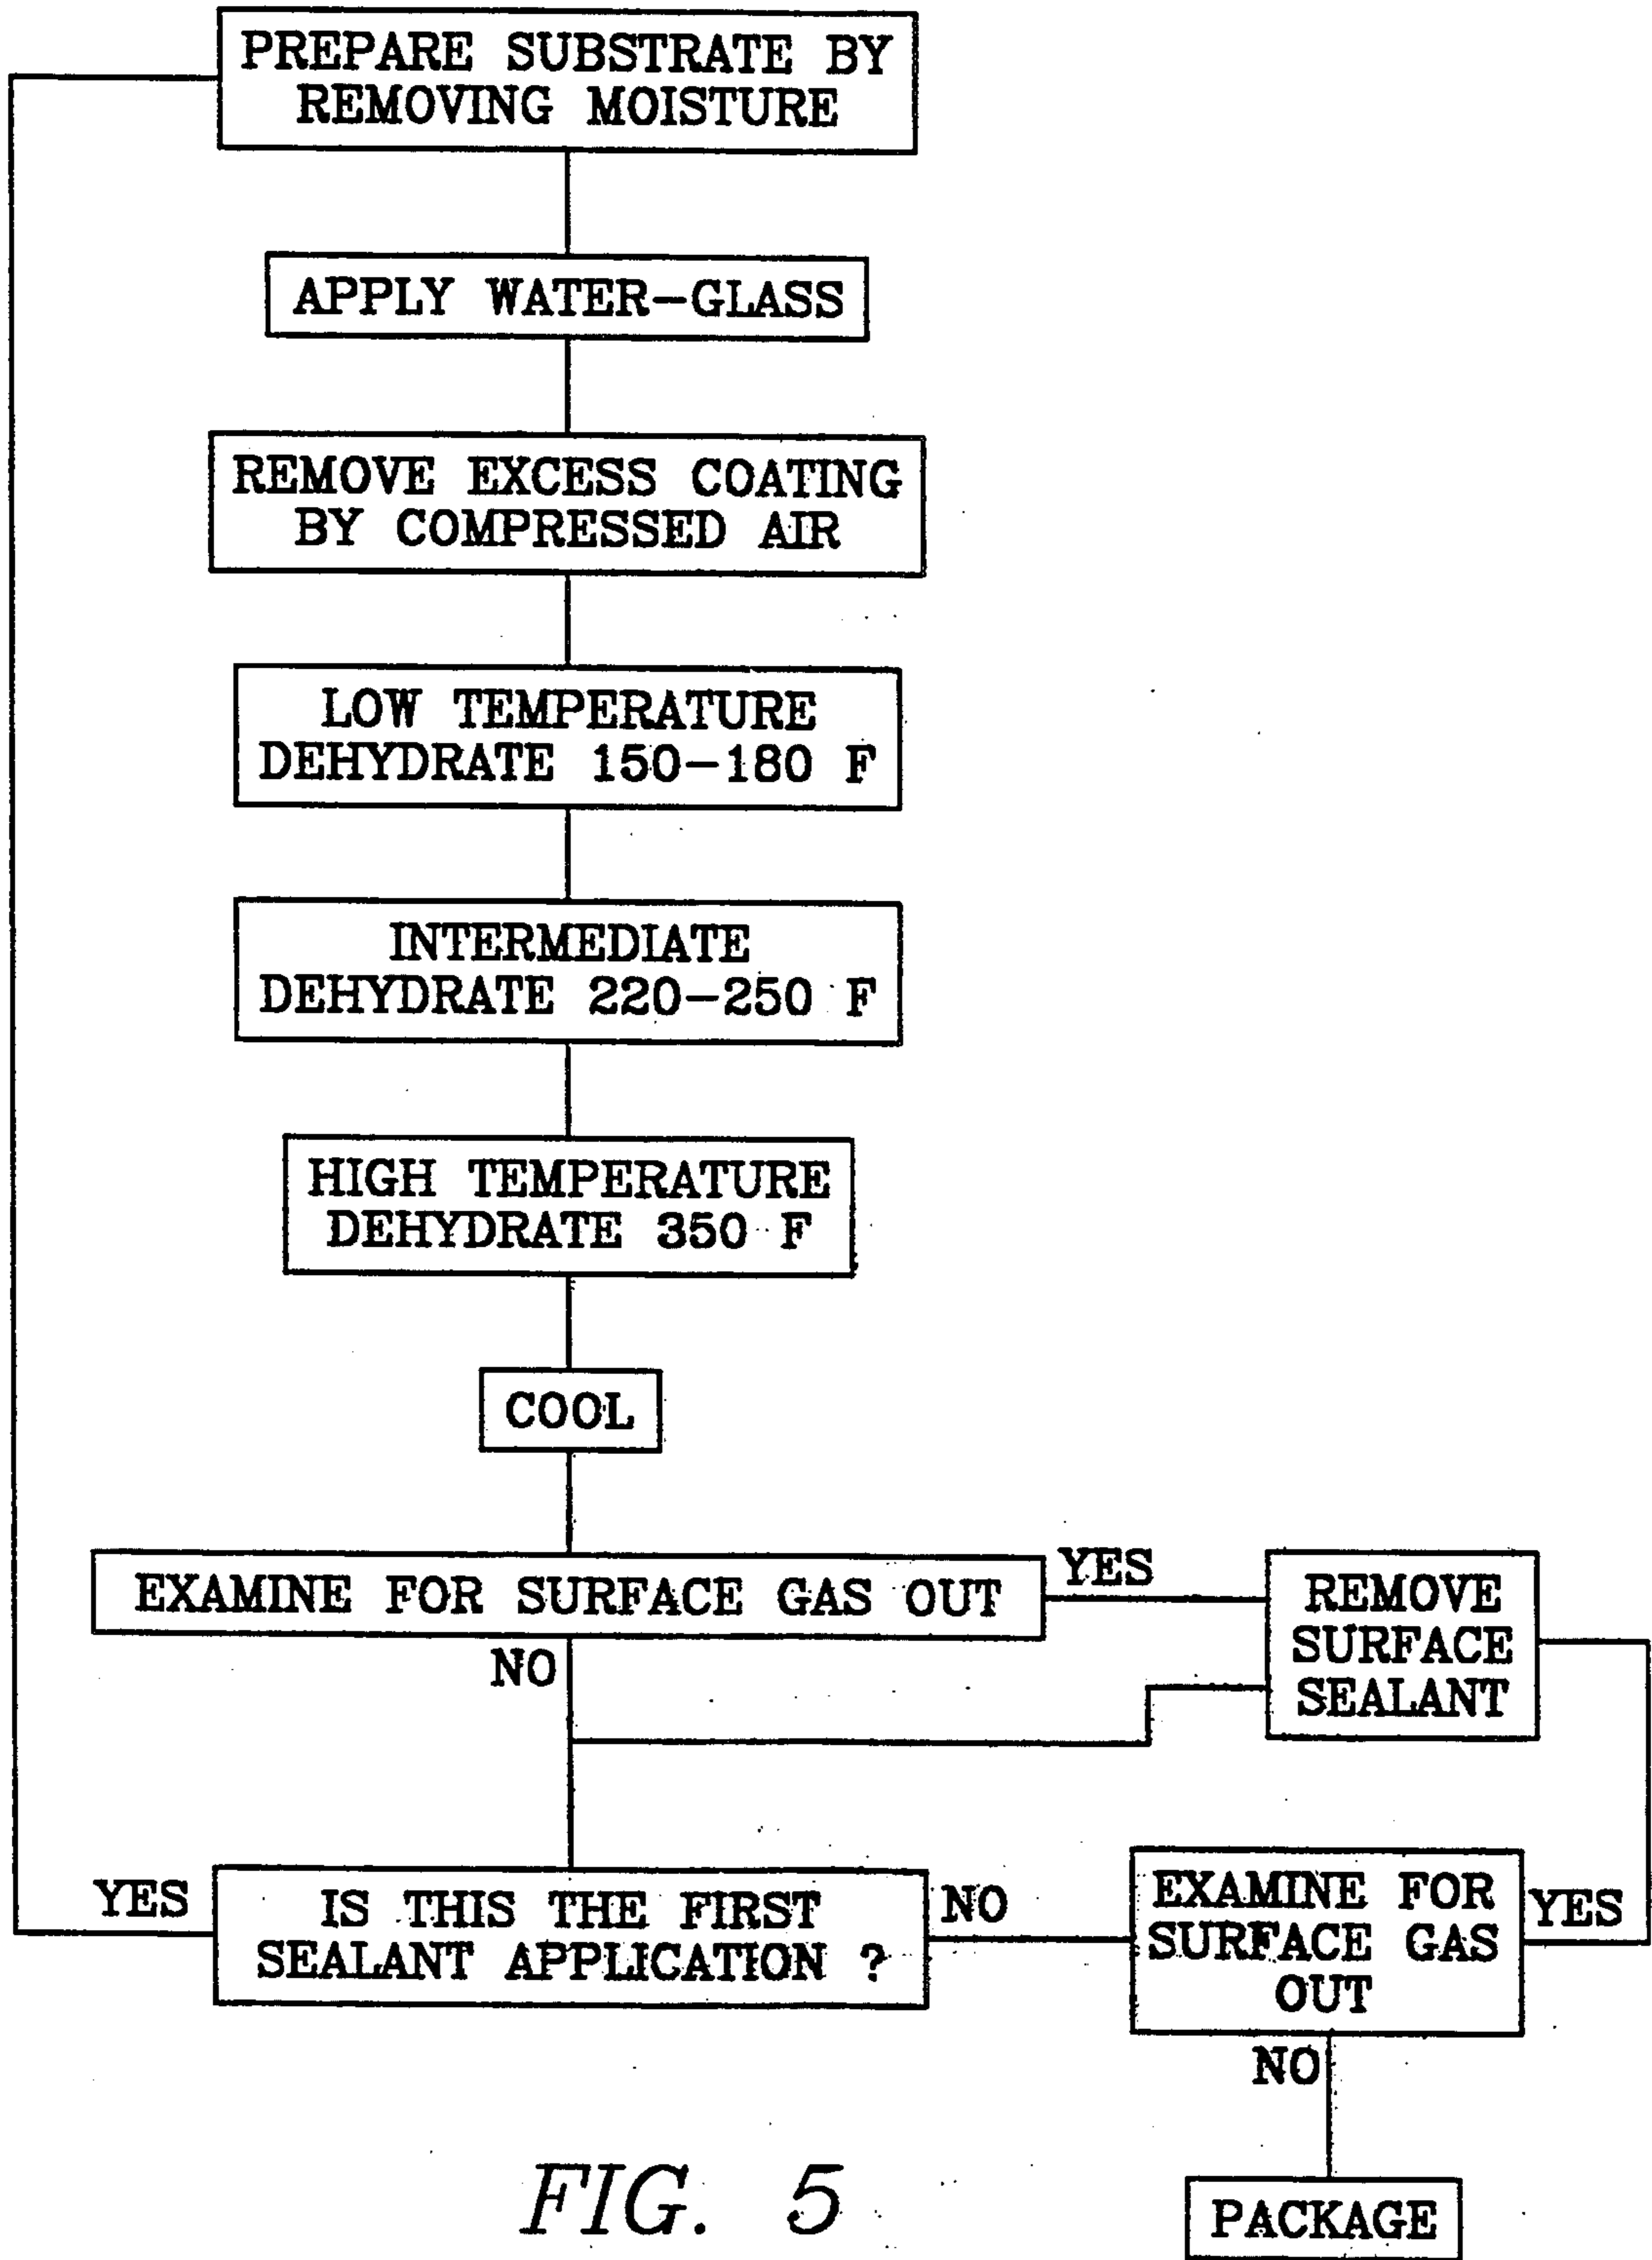 PREPARE SUBSTRATE BY
REMOVING MOISTURE
APPLY WATER-GLASS
REMOVE EXCESS COATING
BY COMPRESSED AIR
LOW TEMPERATURE
DEHYDRATE 150-180 F
INTERMEDIATE
DEHYDRATE 220-250 F
HIGH TEMPERATURE
DEHYDRATE 350 F
COOL
EXAMINE FOR SURFACE GAS OUT
YES
REMOVE
SURFACE
SEALANT
NO
YES
IS THIS THE FIRST
SEALANT APPLICATION ?
NO
EXAMINE FOR
SURFACE GAS
OUT
YES
NO
PACKAGE
FIG. 5